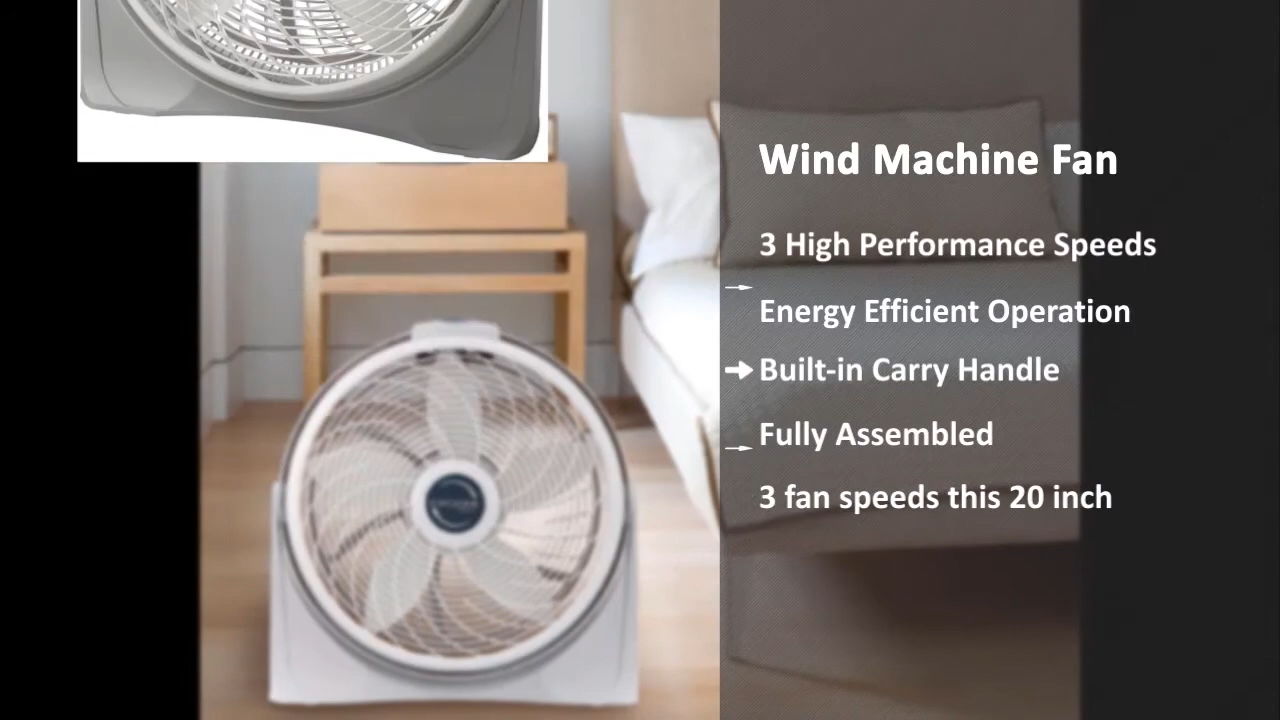 Wind Machine Fan
3 High Performance Speeds
Energy Efficient Operation
Built-in Carry Handle
Fully Assembled
3 fan speeds this 20 inch